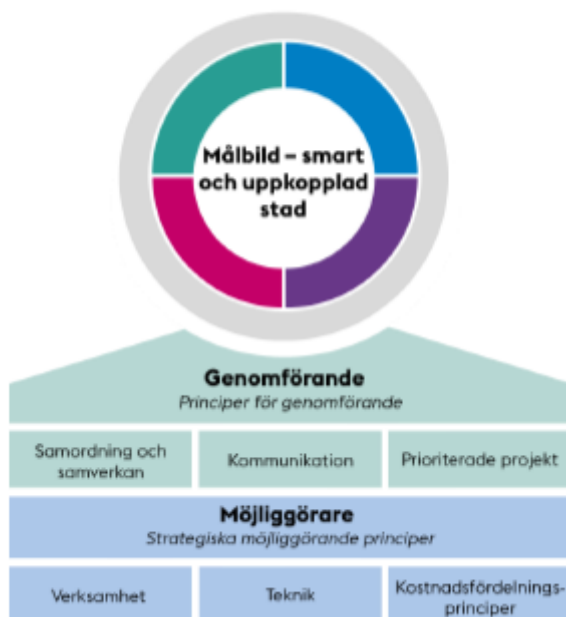 Målbild – smart
och uppkopplad
stad
Genomförande
Principer för genomförande
Samordning och
samverkan
Kommunikation
Prioriterade projekt
Möjliggörare
Strategiska möjliggörande principer
Verksamhet
Teknik
Kostnadsfördelnings-
principer